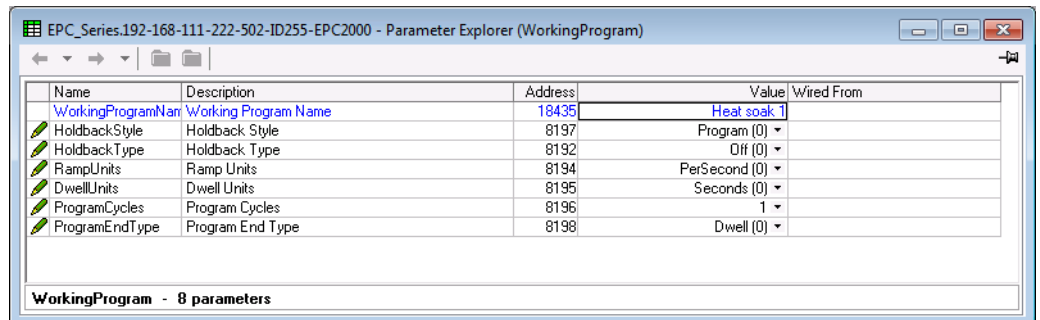 EPC_Series.192-168-111-222-502-ID255-EPC2000 - Parameter Explorer (WorkingProgram)
Name Description Address Value Wired From
WorkingProgramNam Working Program Name 18435 Heat soak 1
HoldbackStyle Holdback Style 8197 Program (0)
HoldbackType Holdback Type 8192 Off (0)
RampUnits Ramp Units 8194 PerSecond (0)
DwellUnits Dwell Units 8195 Seconds (0)
ProgramCycles Program Cycles 8196 1
ProgramEndType Program End Type 8198 Dwell (0)
WorkingProgram - 8 parameters